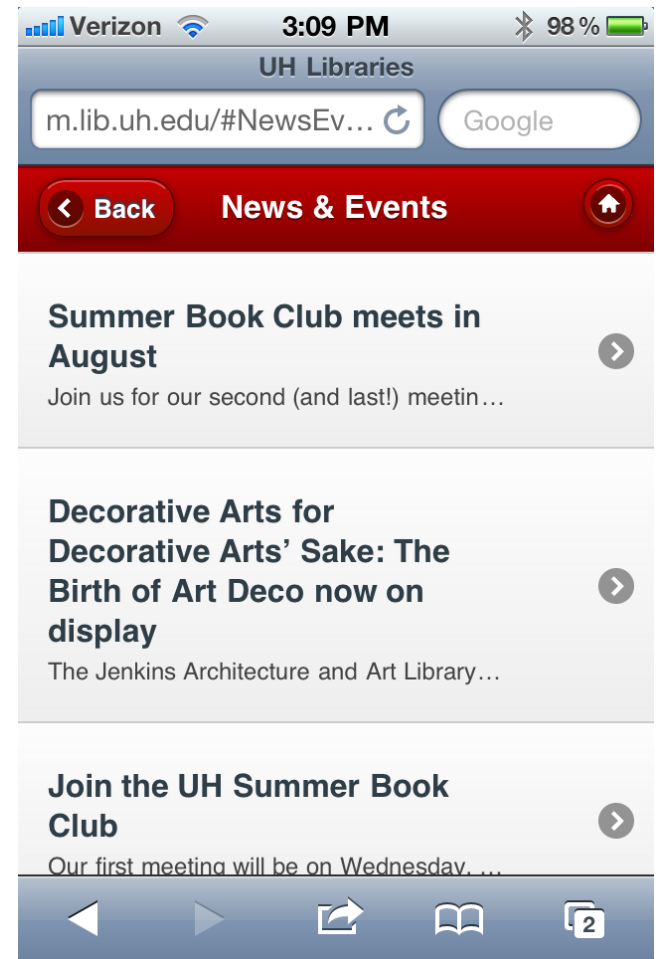 Verizon 3:09 PM 98 %
UH Libraries
m.lib.uh.edu/#NewsEv... Google
Back News & Events
Summer Book Club meets in
August
Join us for our second (and last!) meetin...
Decorative Arts for
Decorative Arts’ Sake: The
Birth of Art Deco now on
display
The Jenkins Architecture and Art Library...
Join the UH Summer Book
Club
Our first meeting will be on Wednesday, ...
2